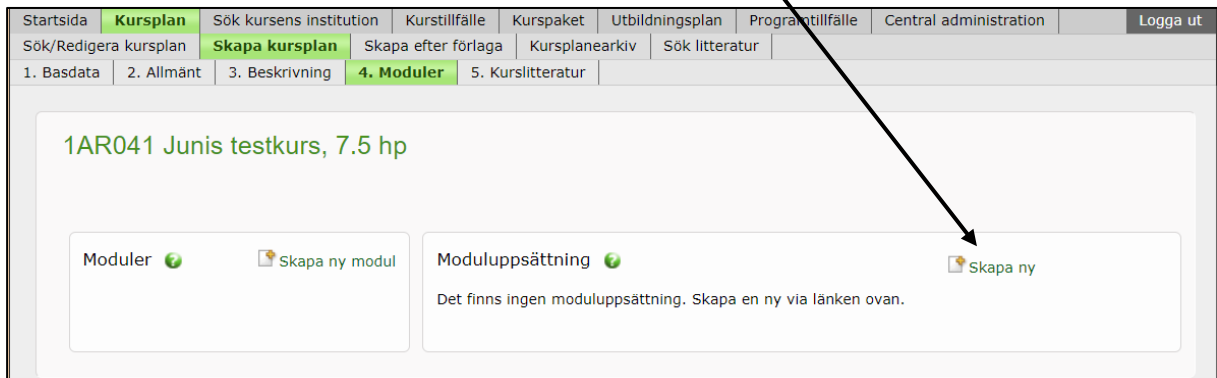 Startsida Kursplan Sök kursens institution Kurstillfälle Kurspaket Utbildningsplan Programtillfälle Central administration Logga ut
Sök/Redigera kursplan Skapa kursplan Skapa efter förlaga Kursplanearkiv Sök litteratur
1. Basdata 2. Allmänt 3. Beskrivning 4. Moduler 5. Kurslitteratur
1AR041 Junis testkurs, 7.5 hp
Moduler ? Skapa ny modul Moduluppsättning ? Skapa ny
Det finns ingen moduluppsättning. Skapa en ny via länken ovan.